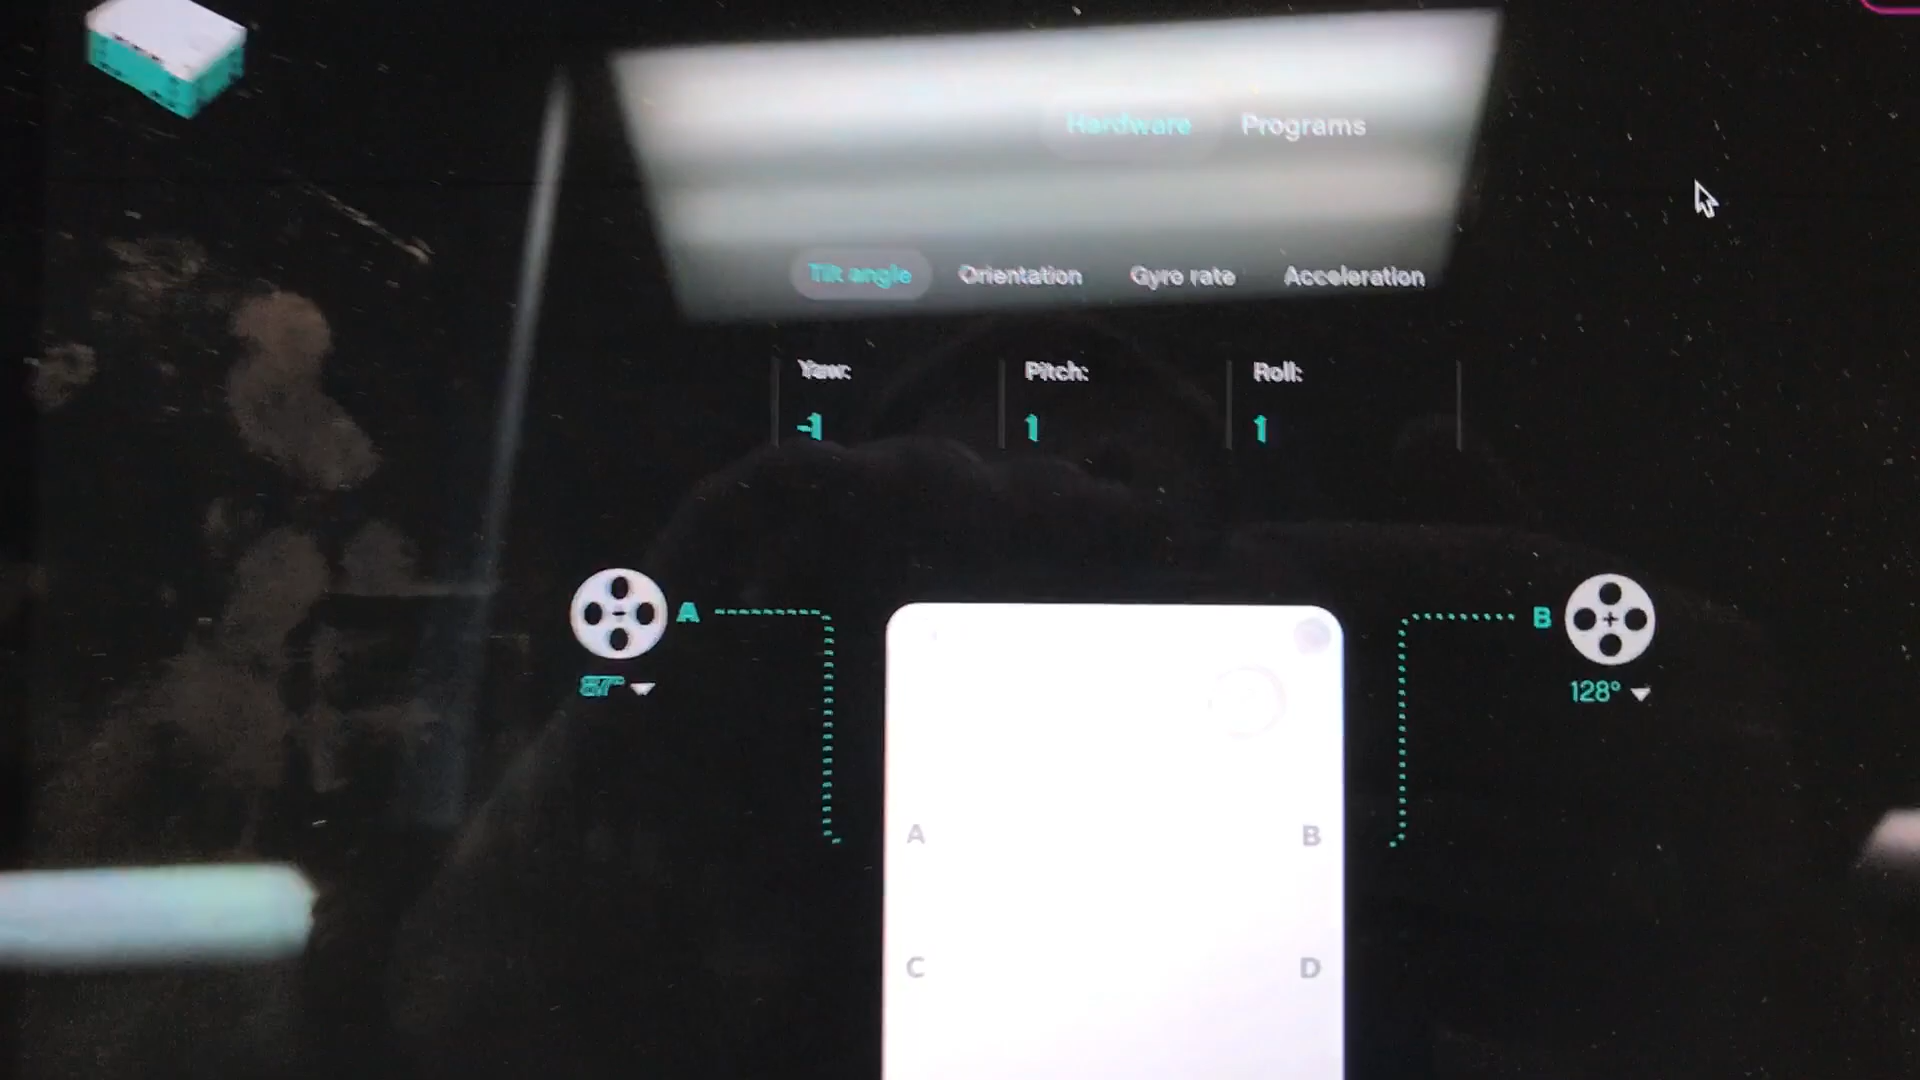 Hardware Programs
Tilt angle Orientation Gyro rate Acceleration
Yaw: Pitch: Roll:
-1 1 1
A B
128°
A B
C D